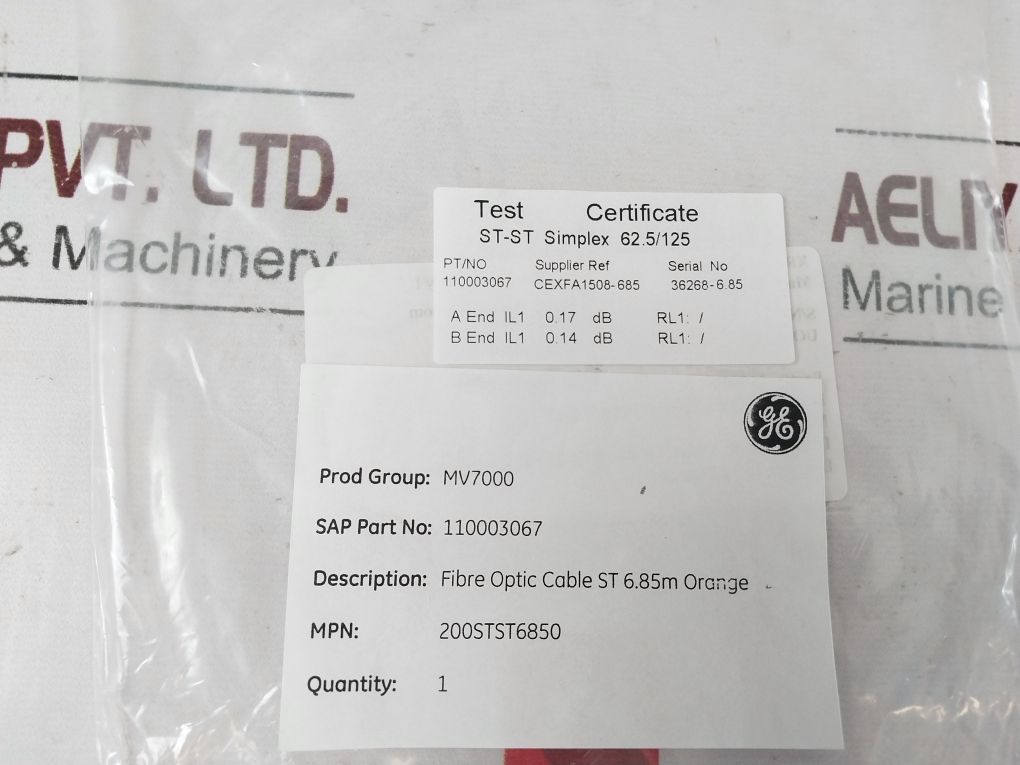 PVT. LTD.
& Machinery
AELIY
Marine
Test Certificate
ST-ST Simplex 62.5/125
PT/NO Supplier Ref Serial No
110003067 CEXFA1508-685 36268-6.85
A End IL1 0.17 dB RL1: /
B End IL1 0.14 dB RL1: /
GE
Prod Group: MV7000
SAP Part No: 110003067
Description: Fibre Optic Cable ST 6.85m Orange
MPN: 200STST6850
Quantity: 1